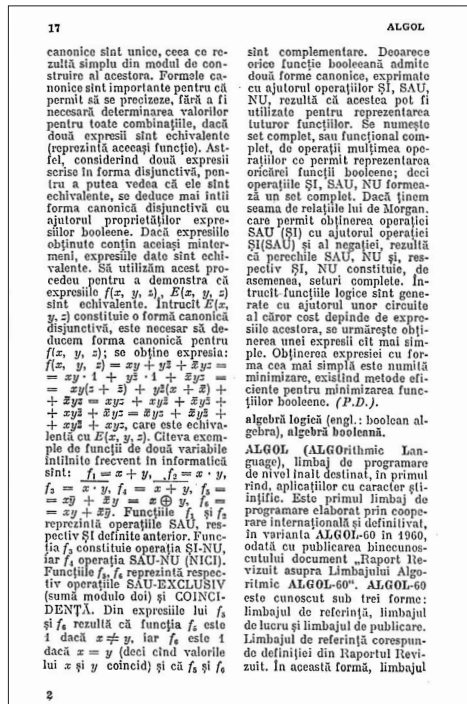 17
ALGOL
canonice sînt unice, ceea ce re-
zultă simplu din modul de con-
struire al acestora. Formele ca-
nonice sînt importante pentru că
permit să se precizeze, fără a fi
necesară determinarea valorilor
pentru toate combinațiile, dacă
două expresii sînt echivalente
(reprezintă aceeași funcție). Ast-
fel, considerînd două expresii
scrise în forma disjunctivă, pen-
tru a putea vedea că ele sînt
echivalente, se deduce mai întîi
forma canonică disjunctivă cu
ajutorul proprietăților expre-
siilor booleene. Dacă expresiile
obținute conțin aceiași minter-
meni, expresiile date sînt echi-
valente. Să utilizăm acest pro-
cedeu pentru a demonstra că
expresiile f(x, y, z), E(x, y, z)
sînt echivalente. Întrucît E(x,
y, z) constituie o formă canonică
disjunctivă, este necesar să de-
ducem forma canonică pentru
f(x, y, z); se obține expresia:
f(x, y, z) = xy + yz̄ + x̄yz =
= xy · 1 + yz̄ · 1 + x̄yz =
= xy(z + z̄) + yz̄(x + x̄) +
+ x̄yz = xyz + xyz̄ + xyz̄ +
+ x̄yz̄ + x̄yz = x̄yz + x̄yz̄ +
+ xyz̄ + xyz, care este echiva-
lentă cu E(x, y, z). Cîteva exem-
ple de funcții de două variabile
întîlnite frecvent în informatică
sînt: f₁ = x + y, f₂ = x · y,
f₃ = x · y, f₄ = x + y, f₅ =
= xȳ + x̄y = x ⊕ y, f₆ =
= xy + x̄ȳ. Funcțiile f₁ și f₂
reprezintă operațiile SAU, res-
pectiv ȘI definite anterior. Func-
ția f₃ constituie operația ȘI-NU,
iar f₄ operația SAU-NU (NICI).
Funcțiile f₅, f₆ reprezintă respec-
tiv operațiile SAU-EXCLUSIV
(sumă modulo doi) și COINCI-
DENȚĂ. Din expresiile lui f₅
și f₆ rezultă că funcția f₅ este
1 dacă x ≠ y, iar f₆ este 1
dacă x = y (deci cînd valorile
lui x și y coincid) și că f₅ și f₆
2
sînt complementare. Deoarece
orice funcție booleeană admite
două forme canonice, exprimate
cu ajutorul operațiilor ȘI, SAU,
NU, rezultă că acestea pot fi
utilizate pentru reprezentarea
tuturor funcțiilor. Se numește
set complet, sau funcțional com-
plet, de operații mulțimea ope-
rațiilor ce permit reprezentarea
oricărei funcții booleene; deci
operațiile ȘI, SAU, NU formea-
ză un set complet. Dacă ținem
seama de relațiile lui de Morgan,
care permit obținerea operației
SAU (ȘI) cu ajutorul operației
ȘI(SAU) și al negației, rezultă
că perechile SAU, NU și, res-
pectiv ȘI, NU constituie, de
asemenea, seturi complete. În-
trucît funcțiile logice sînt gene-
rate cu ajutorul unor circuite
al căror cost depinde de expre-
siile acestora, se urmărește obți-
nerea unei expresii cît mai sim-
ple. Obținerea expresiei cu for-
ma cea mai simplă este numită
minimizare, existînd metode efi-
ciente pentru minimizarea func-
țiilor booleene. (P.D.).
algebră logică (engl.: boolean al-
gebra), algebră booleană.
ALGOL (ALGOrithmic Lan-
guage), limbaj de programare
de nivel înalt destinat, în primul
rînd, aplicațiilor cu caracter ști-
ințific. Este primul limbaj de
programare elaborat prin coope-
rare internațională și definitivat,
în varianta ALGOL-60 în 1960,
odată cu publicarea binecunos-
cutului document „Raport Re-
vizuit asupra Limbajului Algo-
ritmic ALGOL-60". ALGOL-60
este cunoscut sub trei forme:
limbajul de referință, limbajul
de lucru și limbajul de publicare.
Limbajul de referință corespun-
de definiției din Raportul Revi-
zuit. În această formă, limbajul